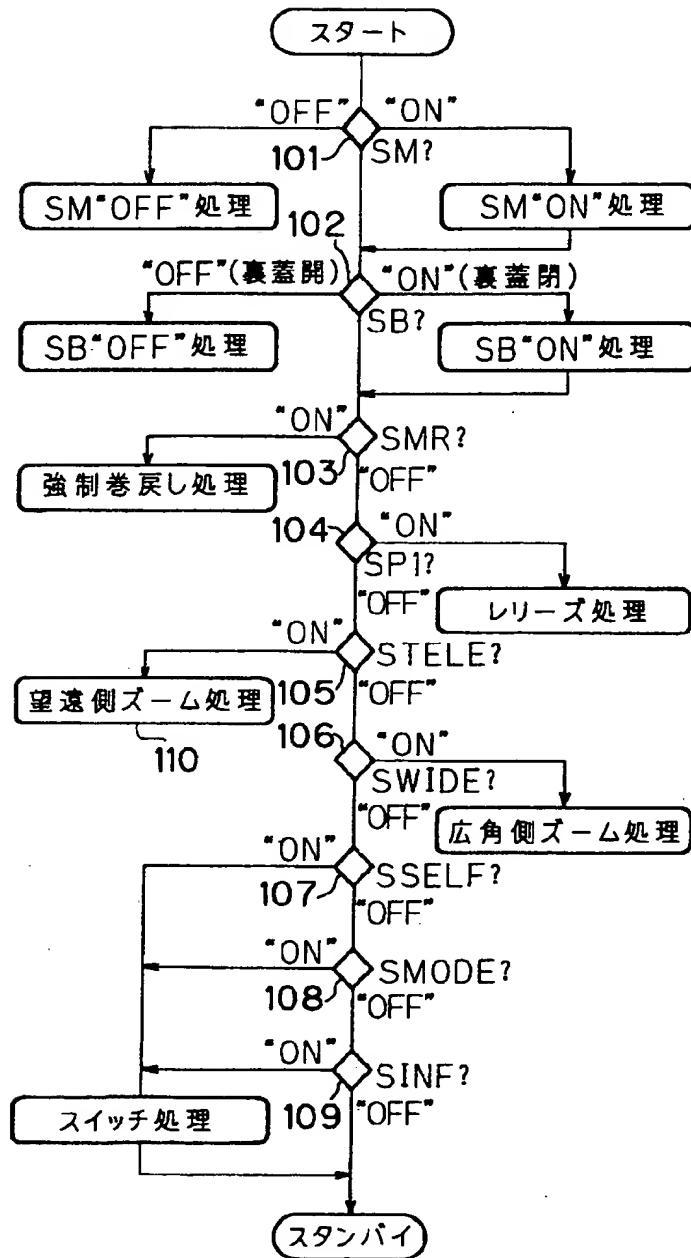 スタート
“OFF” “ON”
101 SM?
SM“OFF”処理 SM“ON”処理
102
“OFF”(裏蓋開) “ON”(裏蓋閉)
SB?
SB“OFF”処理 SB“ON”処理
“ON” SMR?
103 “OFF”
強制巻戻し処理
104 “ON”
SP1?
“OFF” レリーズ処理
“ON” STELE?
105 “OFF”
望遠側ズーム処理
110
106 “ON”
SWIDE?
“OFF” 広角側ズーム処理
“ON” SSELF?
107 “OFF”
“ON” SMODE?
108 “OFF”
“ON” SINF?
109 “OFF”
スイッチ処理
スタンバイ